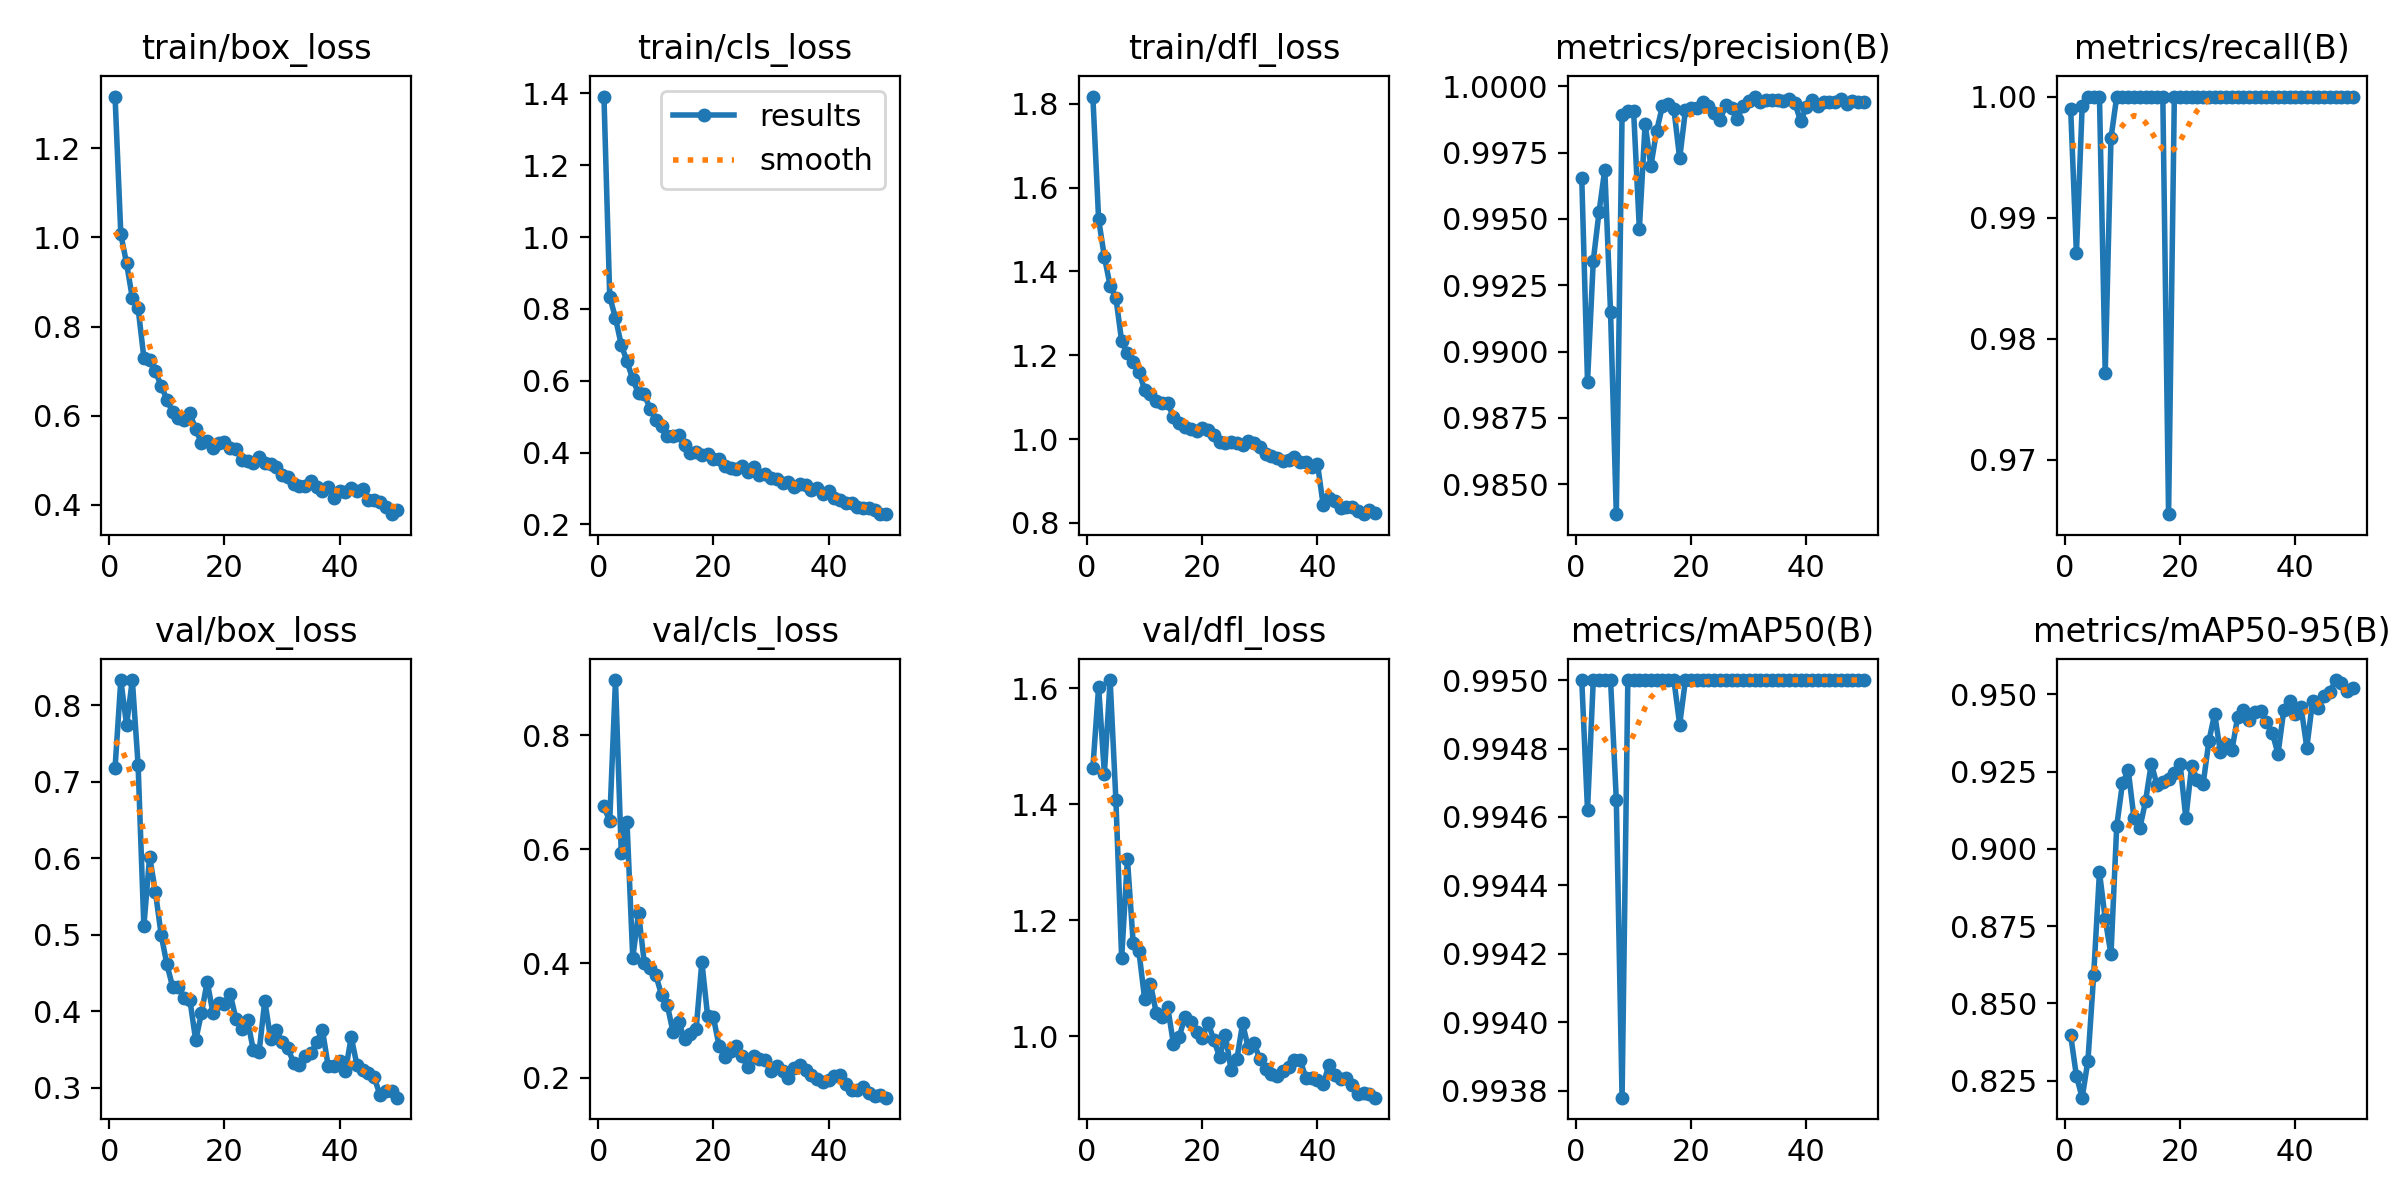 train/box_loss
1.2
1.0
0.8
0.6
0.4
0 20 40
train/cls_loss
results
smooth
1.4
1.2
1.0
0.8
0.6
0.4
0.2
0 20 40
train/dfl_loss
1.8
1.6
1.4
1.2
1.0
0.8
0 20 40
metrics/precision(B)
1.0000
0.9975
0.9950
0.9925
0.9900
0.9875
0.9850
0 20 40
metrics/recall(B)
1.00
0.99
0.98
0.97
0 20 40
val/box_loss
0.8
0.7
0.6
0.5
0.4
0.3
0 20 40
val/cls_loss
0.8
0.6
0.4
0.2
0 20 40
val/dfl_loss
1.6
1.4
1.2
1.0
0 20 40
metrics/mAP50(B)
0.9950
0.9948
0.9946
0.9944
0.9942
0.9940
0.9938
0 20 40
metrics/mAP50-95(B)
0.950
0.925
0.900
0.875
0.850
0.825
0 20 40